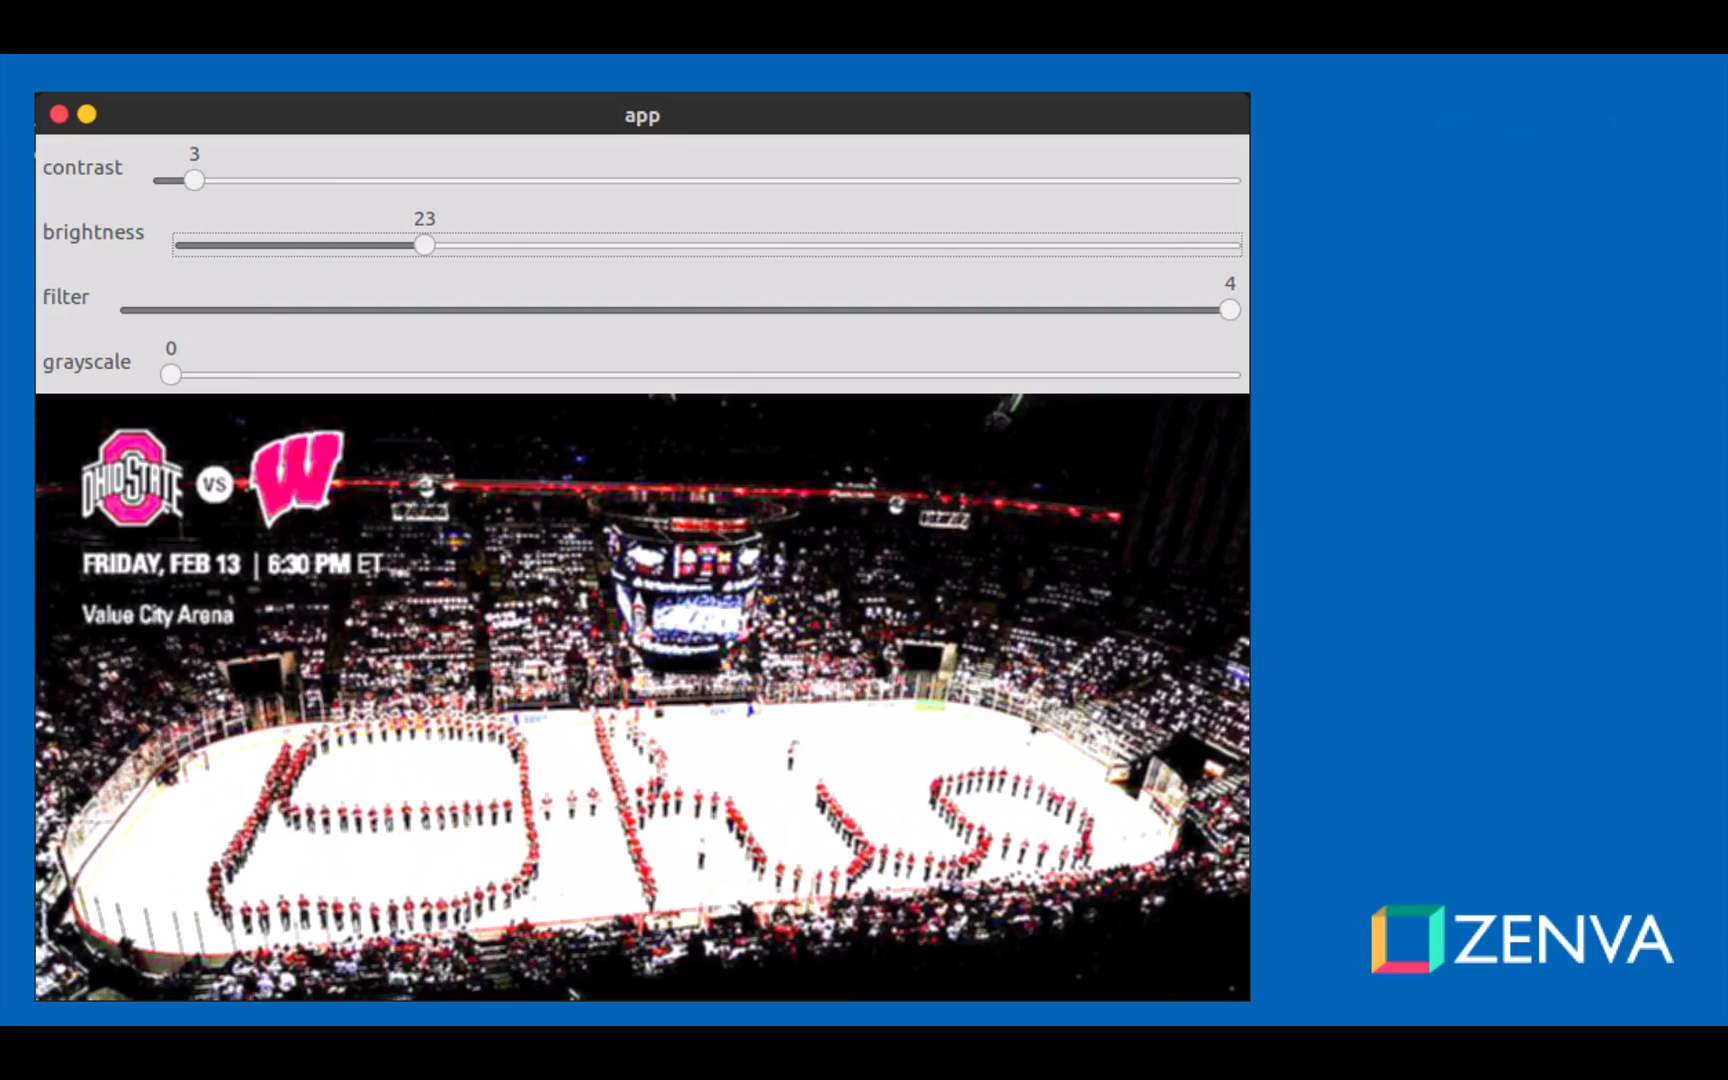 app
contrast
3
brightness
23
filter
4
grayscale
0
OHIO STATE
VS
W
FRIDAY, FEB 13 | 6:30 PM ET
Value City Arena
Ohio
ZENVA